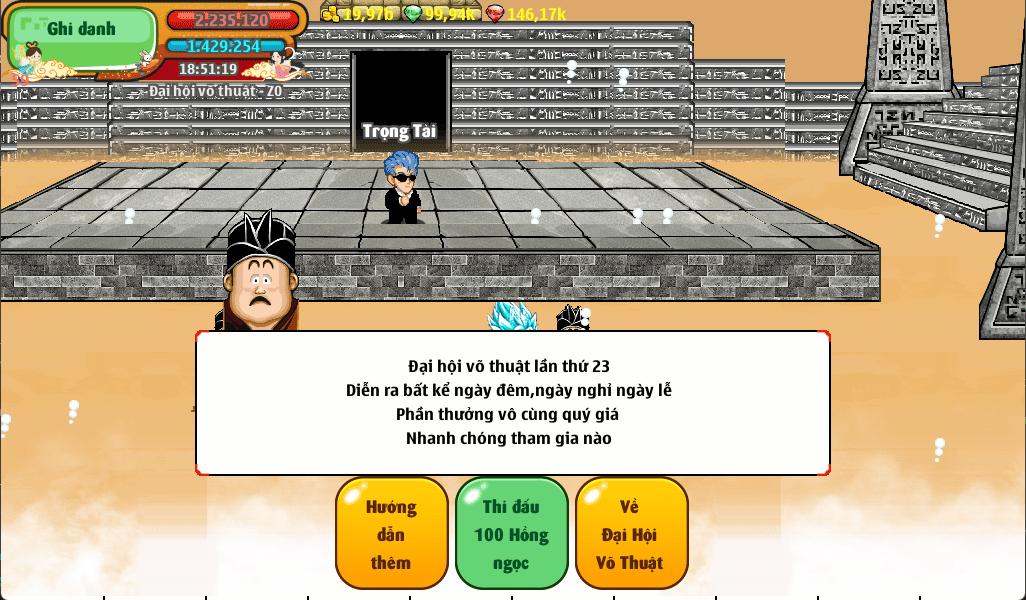 Ghi danh
2.235.120
1.429.254
18:51:19
Đại hội võ thuật - Z0
19,97b
99,94k
146,17k
Trọng Tài
Đại hội võ thuật lần thứ 23
Diễn ra bất kể ngày đêm,ngày nghỉ ngày lễ
Phần thưởng vô cùng quý giá
Nhanh chóng tham gia nào
Hướng
dẫn
thêm
Thi đấu
100 Hồng
ngọc
Về
Đại Hội
Võ Thuật